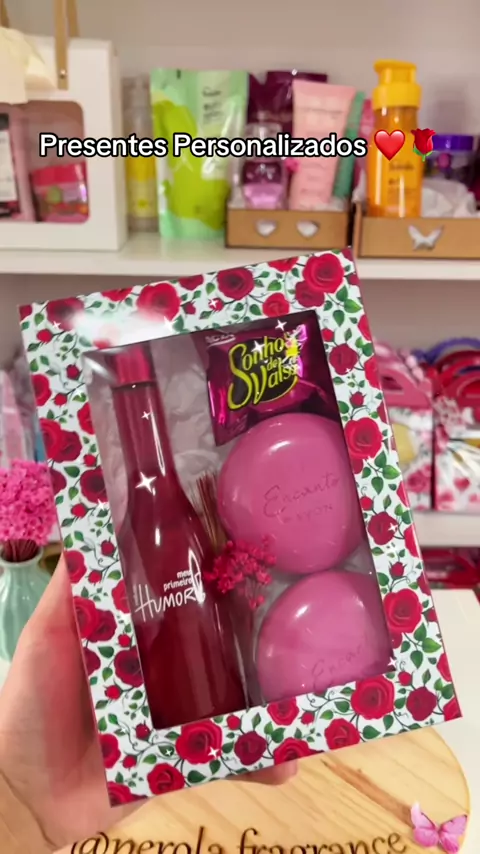 Presentes Personalizados ❤️🌹
Sonho
de
Valsa
Encanto
AVON
meu
primeiro
HUMOR
@perola.fragrance